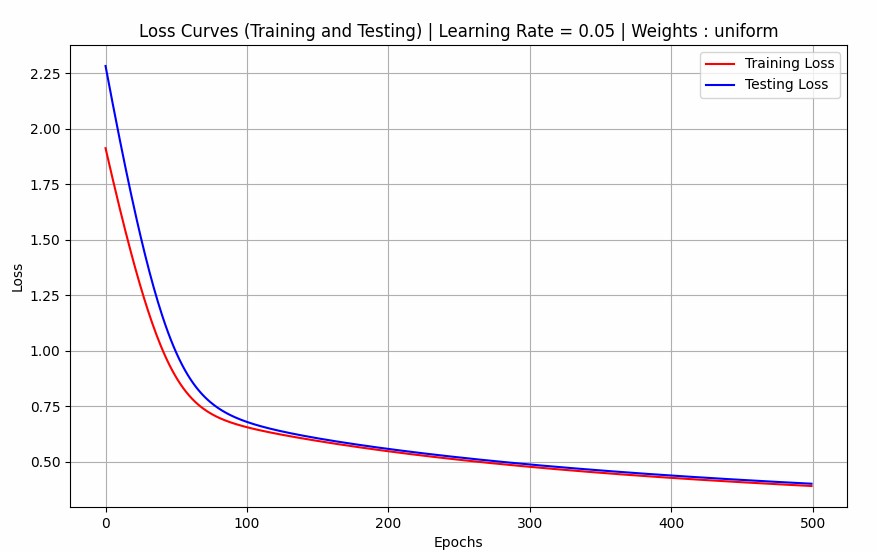 Loss Curves (Training and Testing) | Learning Rate = 0.05 | Weights : uniform
Training Loss
Testing Loss
2.25
2.00
1.75
1.50
1.25
1.00
0.75
0.50
Loss
0 100 200 300 400 500
Epochs